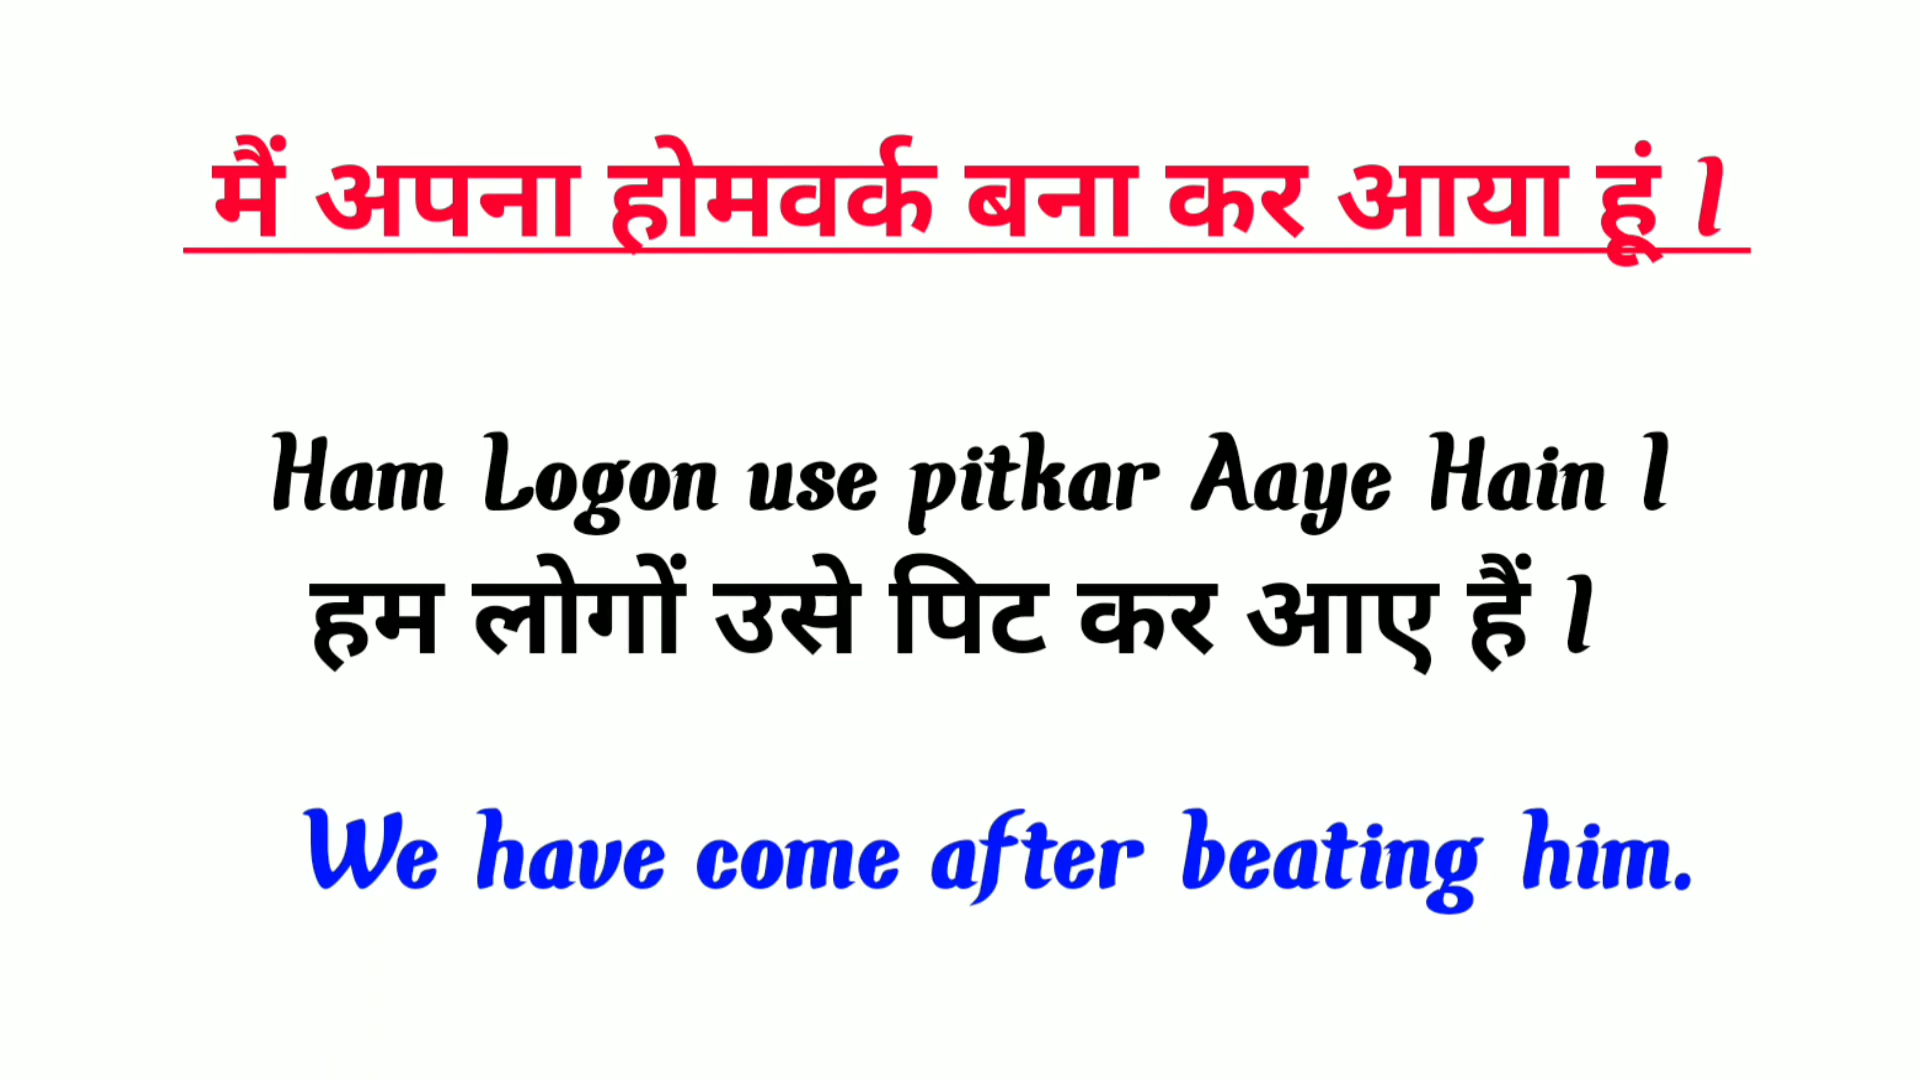 मैं अपना होमवर्क बना कर आया हूं l
Ham Logon use pitkar Aaye Hain l
हम लोगों उसे पिट कर आए हैं l
We have come after beating him.